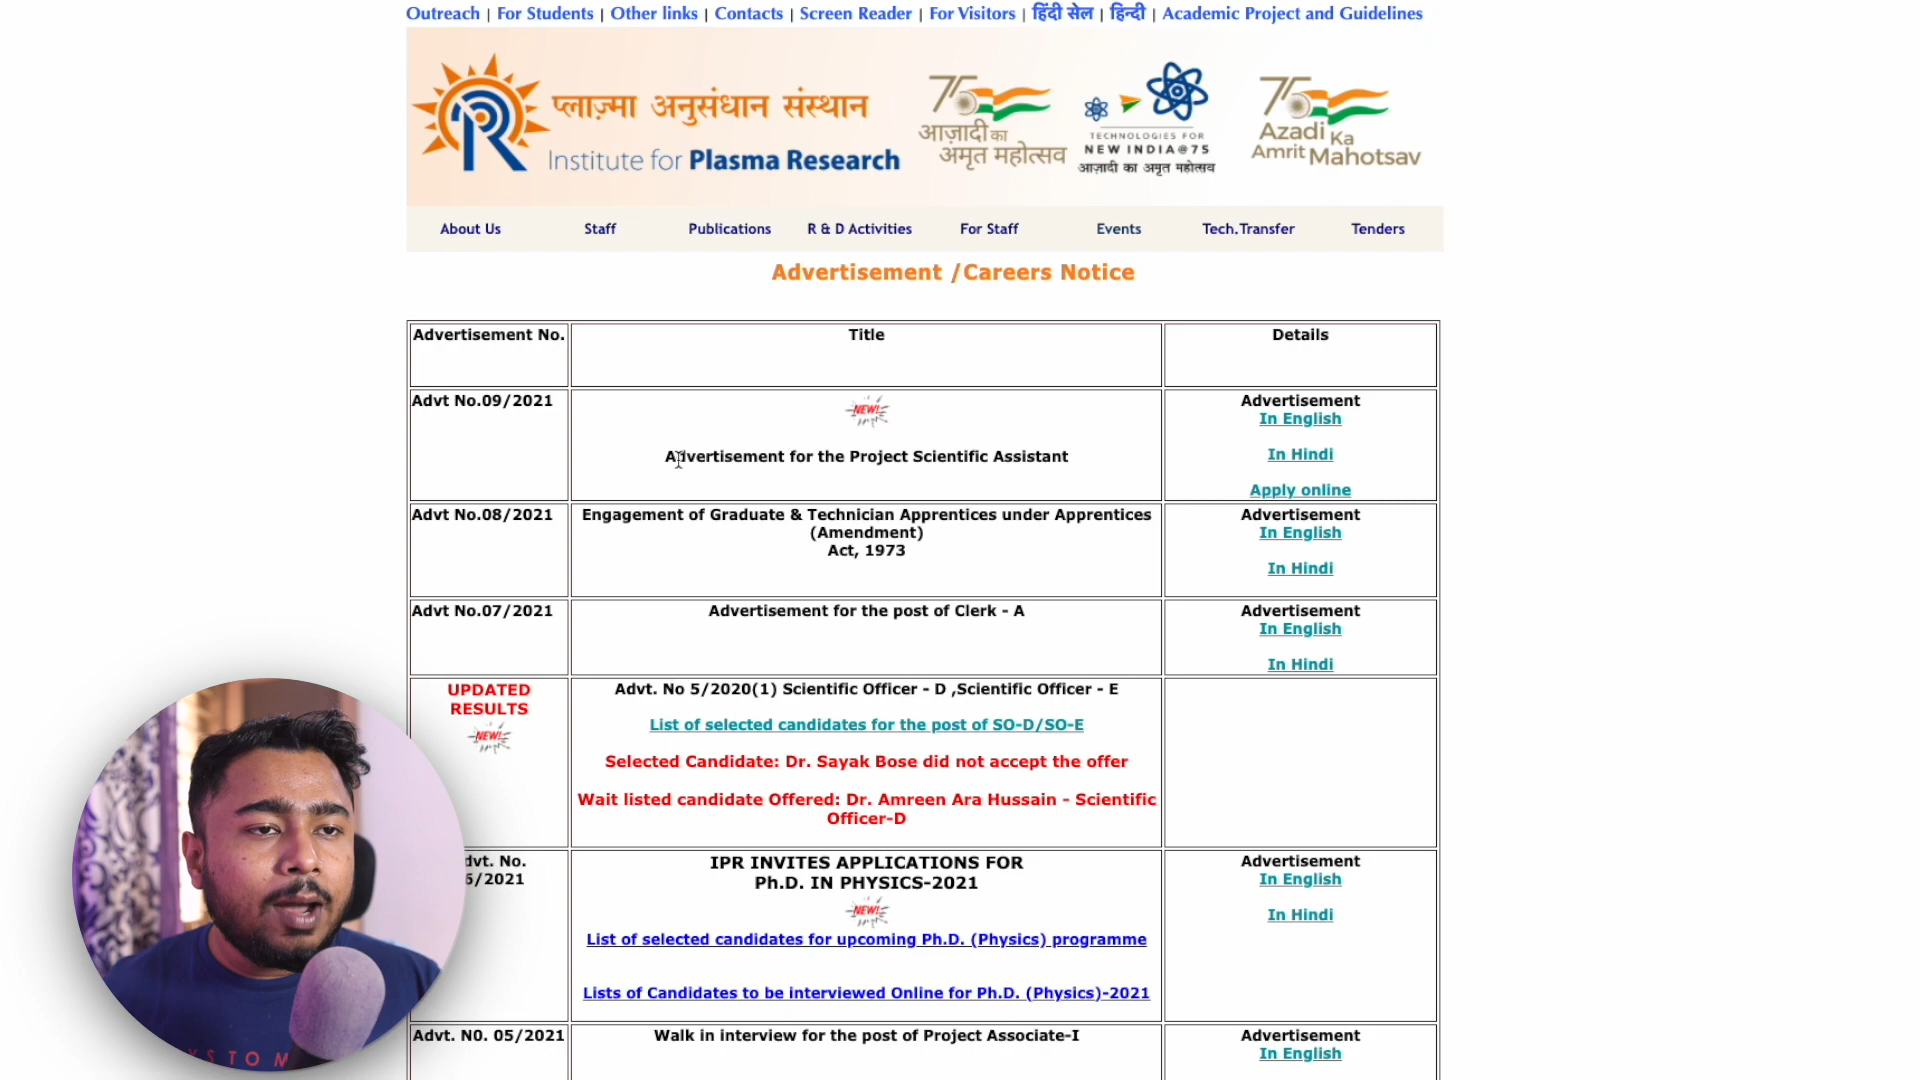 Outreach | For Students | Other links | Contacts | Screen Reader | For Visitors | हिंदी सेल | हिन्दी | Academic Project and Guidelines
प्लाज़्मा अनुसंधान संस्थान
Institute for Plasma Research
75
आज़ादी का
अमृत महोत्सव
TECHNOLOGIES FOR
NEW INDIA@75
आज़ादी का अमृत महोत्सव
75
Azadi Ka
Amrit Mahotsav
About Us Staff Publications R & D Activities For Staff Events Tech.Transfer Tenders
Advertisement /Careers Notice
Advertisement No. Title Details
Advt No.09/2021
NEW!
Advertisement for the Project Scientific Assistant
Advertisement
In English
In Hindi
Apply online
Advt No.08/2021
Engagement of Graduate & Technician Apprentices under Apprentices
(Amendment)
Act, 1973
Advertisement
In English
In Hindi
Advt No.07/2021
Advertisement for the post of Clerk - A
Advertisement
In English
In Hindi
UPDATED
RESULTS
NEW!
Advt. No 5/2020(1) Scientific Officer - D ,Scientific Officer - E
List of selected candidates for the post of SO-D/SO-E
Selected Candidate: Dr. Sayak Bose did not accept the offer
Wait listed candidate Offered: Dr. Amreen Ara Hussain - Scientific
Officer-D
dvt. No.
6/2021
IPR INVITES APPLICATIONS FOR
Ph.D. IN PHYSICS-2021
NEW!
List of selected candidates for upcoming Ph.D. (Physics) programme
Lists of Candidates to be interviewed Online for Ph.D. (Physics)-2021
Advertisement
In English
In Hindi
Advt. N0. 05/2021
Walk in interview for the post of Project Associate-I
Advertisement
In English